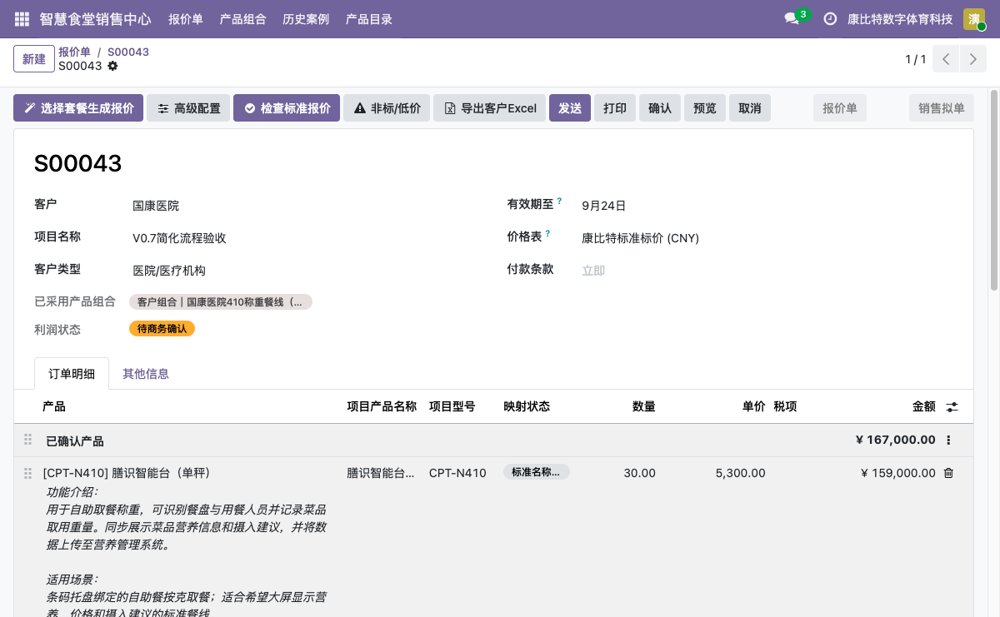 智慧食堂销售中心 报价单 产品组合 历史案例 产品目录 3 康比特数字体育科技 演
新建 报价单 / S00043
S00043
1 / 1
选择套餐生成报价 高级配置 检查标准报价 非标/低价 导出客户Excel 发送 打印 确认 预览 取消 报价单 销售拟单
S00043
客户 国康医院 有效期至 ? 9月24日
项目名称 V0.7简化流程验收 价格表 ? 康比特标准标价 (CNY)
客户类型 医院/医疗机构 付款条款 立即
已采用产品组合 客户组合｜国康医院410称重餐线（...
利润状态 待商务确认
订单明细 其他信息
产品 项目产品名称 项目型号 映射状态 数量 单价 税项 金额
已确认产品 ¥ 167,000.00
[CPT-N410] 膳识智能台（单秤） 膳识智能台... CPT-N410 标准名称... 30.00 5,300.00 ¥ 159,000.00
功能介绍：
用于自助取餐称重，可识别餐盘与用餐人员并记录菜品
取用重量。同步展示菜品营养信息和摄入建议，并将数
据上传至营养管理系统。
适用场景：
条码托盘绑定的自助餐按克取餐；适合希望大屏显示营
养、价格和摄入建议的标准餐线